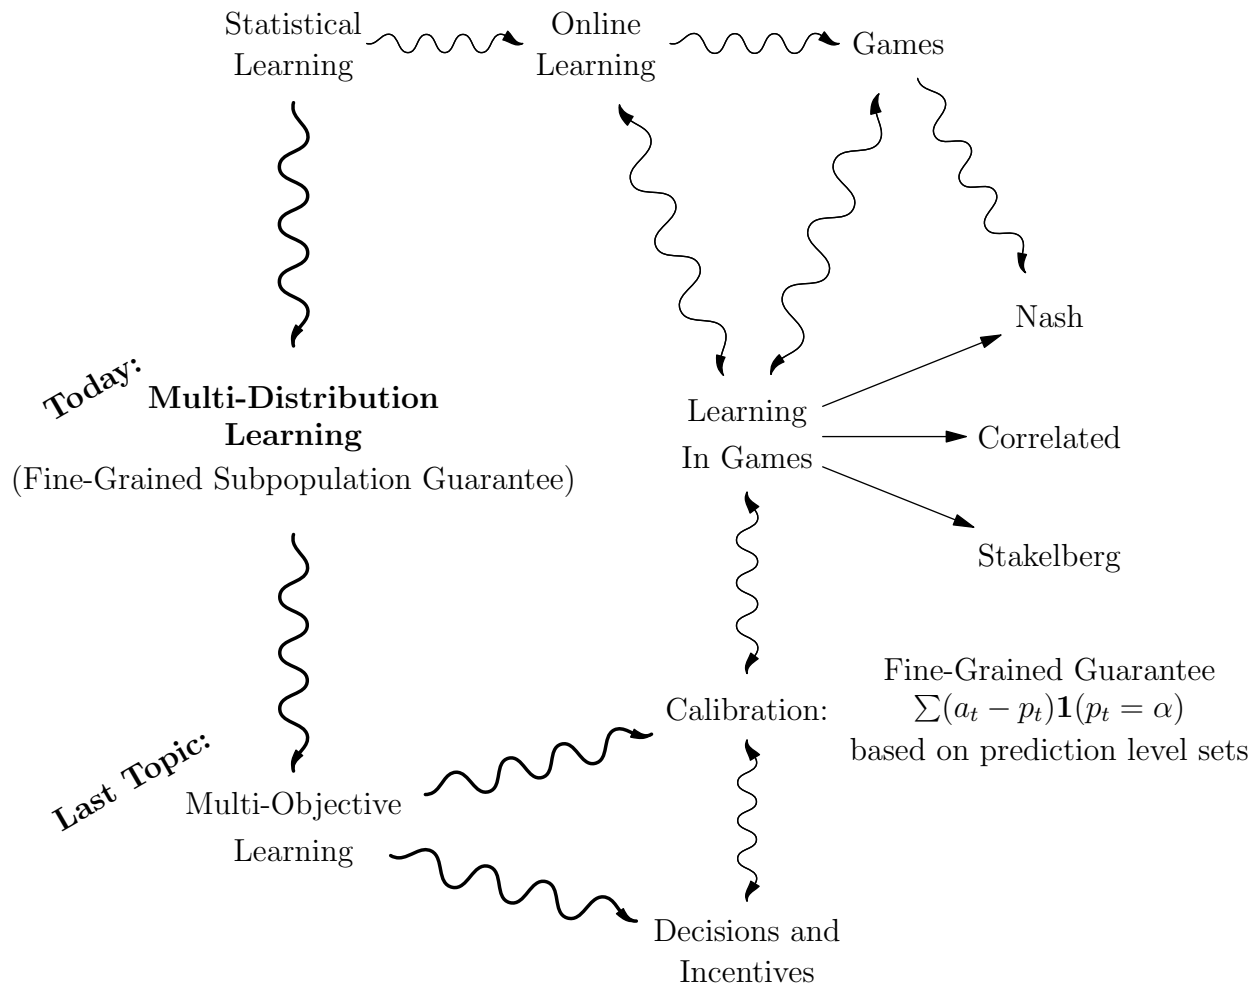 Statistical
Learning
Online
Learning
Games
Nash
Today:
Multi-Distribution
Learning
(Fine-Grained Subpopulation Guarantee)
Learning
In Games
Correlated
Stakelberg
Fine-Grained Guarantee
∑(a_t − p_t)𝟏(p_t = α)
based on prediction level sets
Calibration:
Last Topic:
Multi-Objective
Learning
Decisions and
Incentives